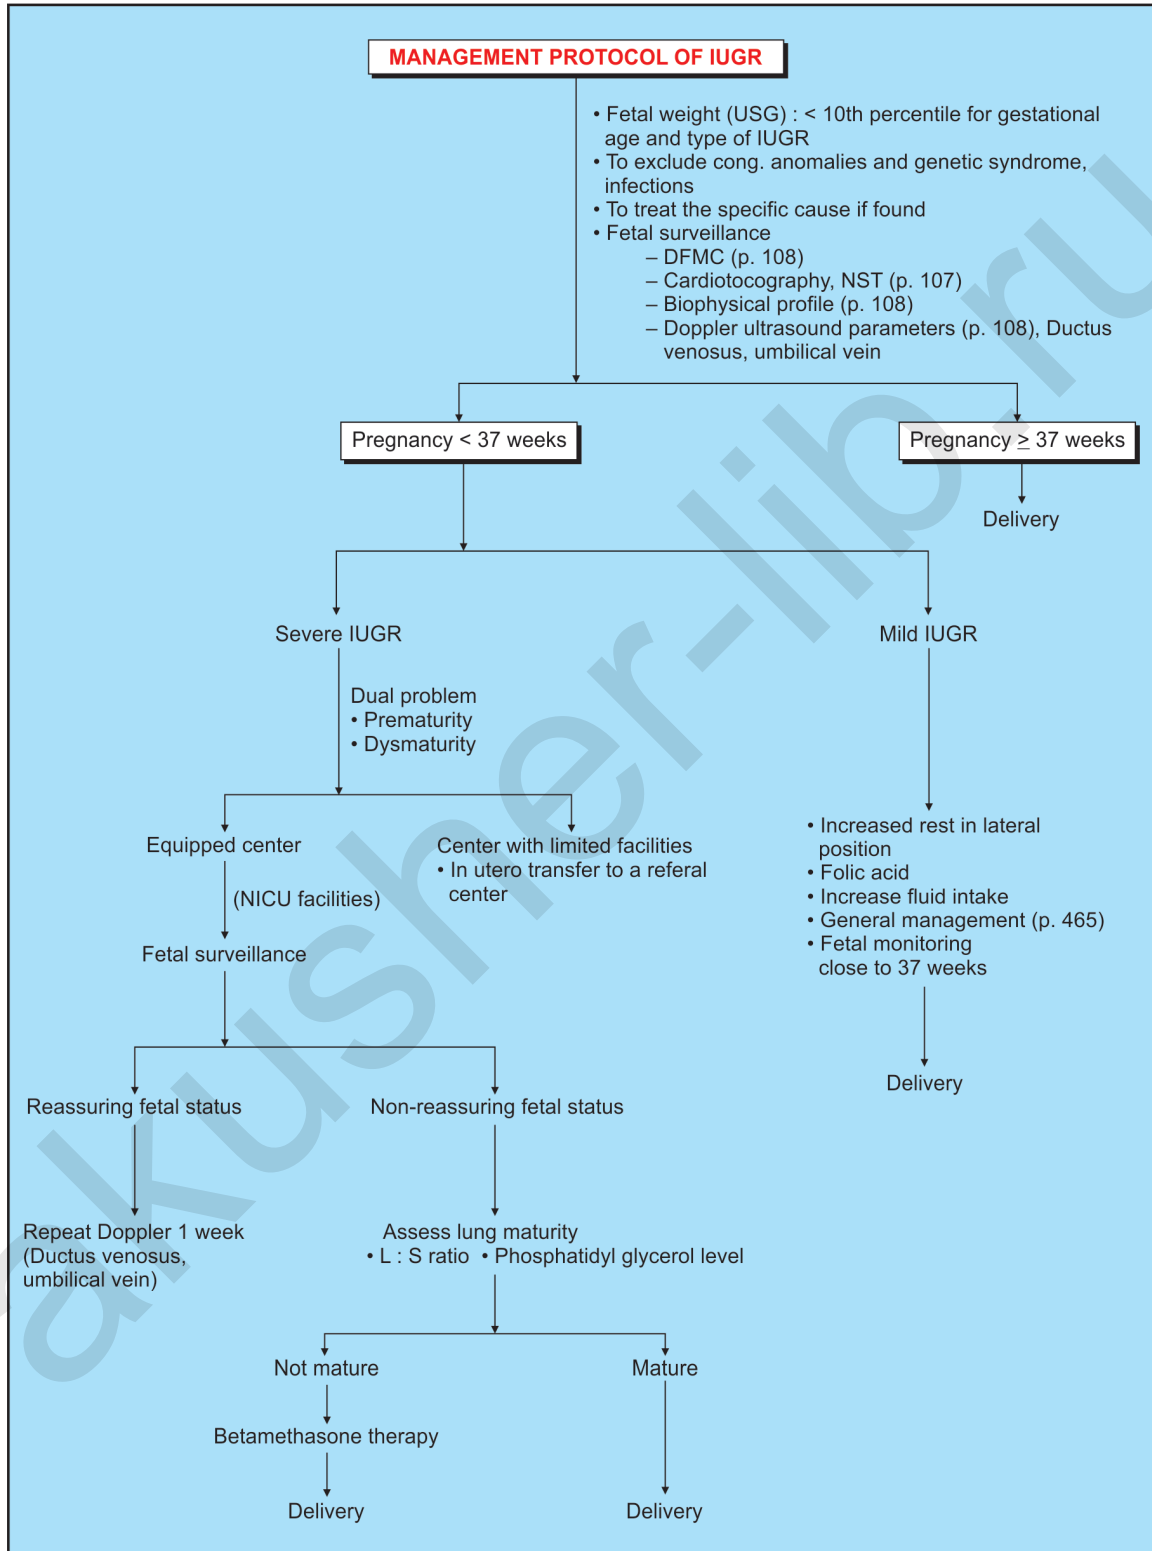 MANAGEMENT PROTOCOL OF IUGR
• Fetal weight (USG) : < 10th percentile for gestational
age and type of IUGR
• To exclude cong. anomalies and genetic syndrome,
infections
• To treat the specific cause if found
• Fetal surveillance
– DFMC (p. 108)
– Cardiotocography, NST (p. 107)
– Biophysical profile (p. 108)
– Doppler ultrasound parameters (p. 108), Ductus
venosus, umbilical vein
Pregnancy < 37 weeks
Pregnancy ≥ 37 weeks
Delivery
Severe IUGR
Mild IUGR
Dual problem
• Prematurity
• Dysmaturity
Equipped center
(NICU facilities)
Fetal surveillance
Center with limited facilities
• In utero transfer to a referal
center
• Increased rest in lateral
position
• Folic acid
• Increase fluid intake
• General management (p. 465)
• Fetal monitoring
close to 37 weeks
Delivery
Reassuring fetal status
Non-reassuring fetal status
Repeat Doppler 1 week
(Ductus venosus,
umbilical vein)
Assess lung maturity
• L : S ratio • Phosphatidyl glycerol level
Not mature
Mature
Betamethasone therapy
Delivery
Delivery
akusher-lib.ru